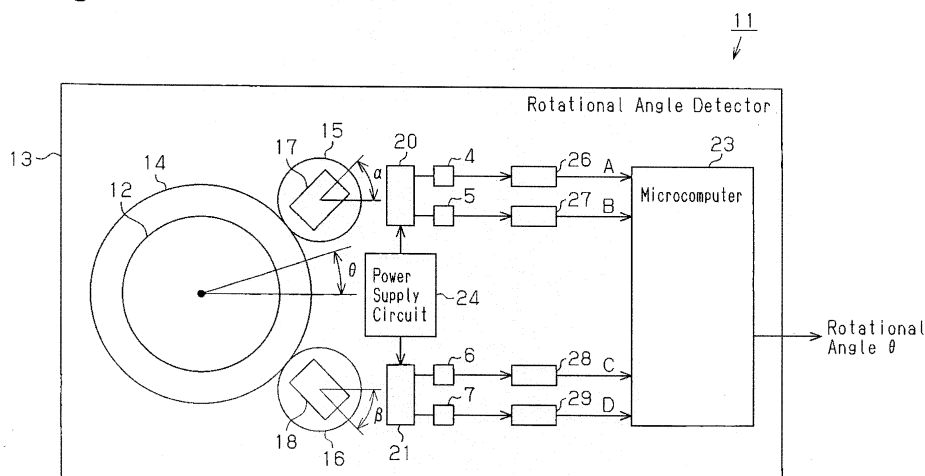 11
Rotational Angle Detector
13
14
12
17
15
α
θ
20
4
26
A
5
27
B
23
Microcomputer
Power
Supply
Circuit
24
Rotational
Angle θ
6
28
C
7
29
D
18
16
β
21